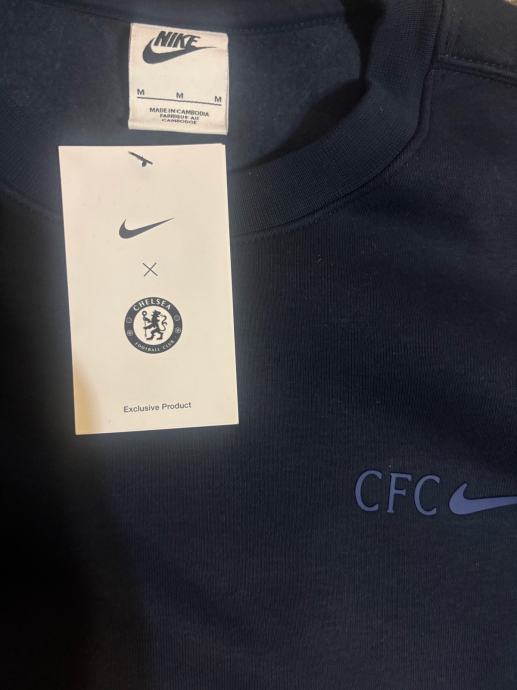 NIKE
M M M
MADE IN CAMBODIA
FABRIQUÉ AU
CAMBODGE
CHELSEA
FOOTBALL CLUB
Exclusive Product
CFC